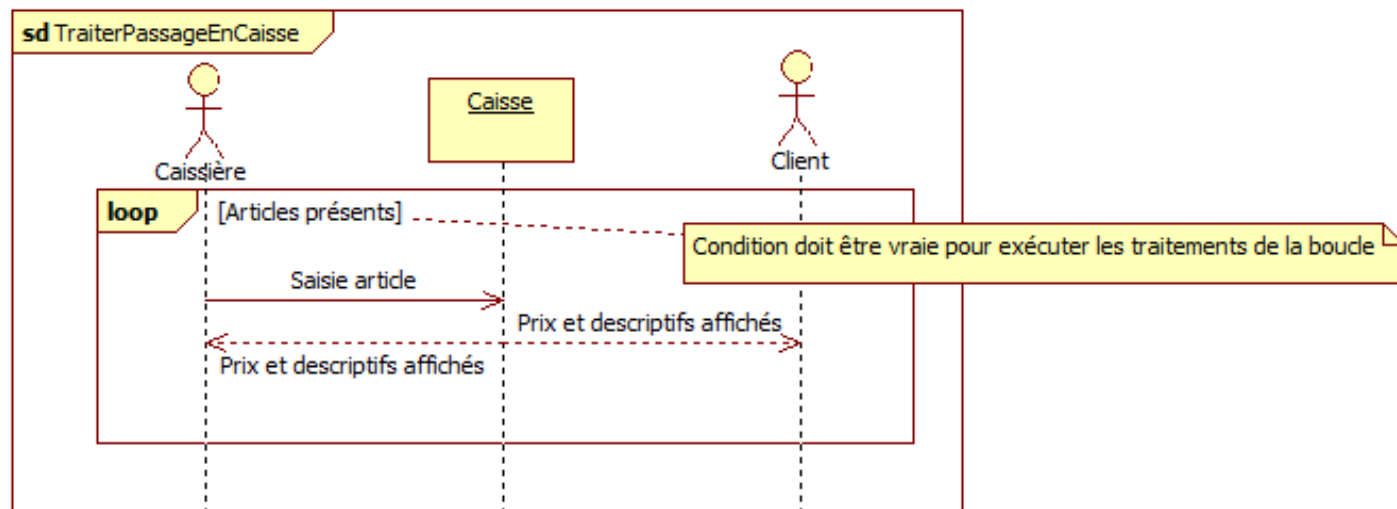 sd TraiterPassageEnCaisse
Caisse
Caissière
Client
loop
[Articles présents]
Condition doit être vraie pour exécuter les traitements de la boucle
Saisie article
Prix et descriptifs affichés
Prix et descriptifs affichés